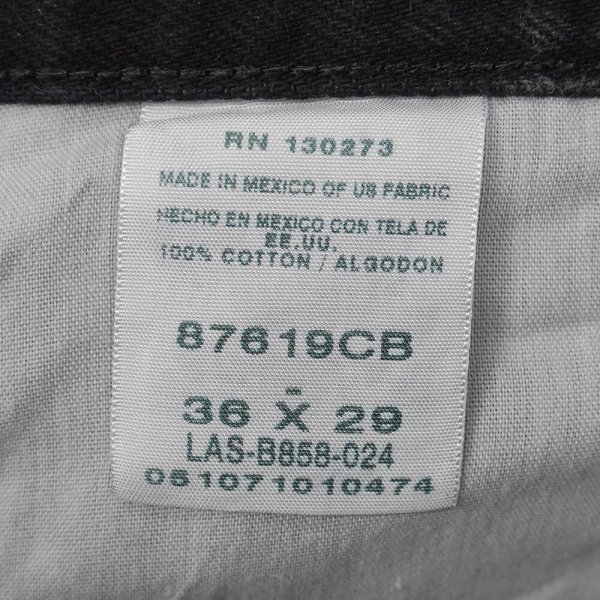 RN 130273
MADE IN MEXICO OF US FABRIC
HECHO EN MEXICO CON TELA DE
EE.UU.
100% COTTON / ALGODON
87619CB
-
36 X 29
LAS-B858-024
051071010474